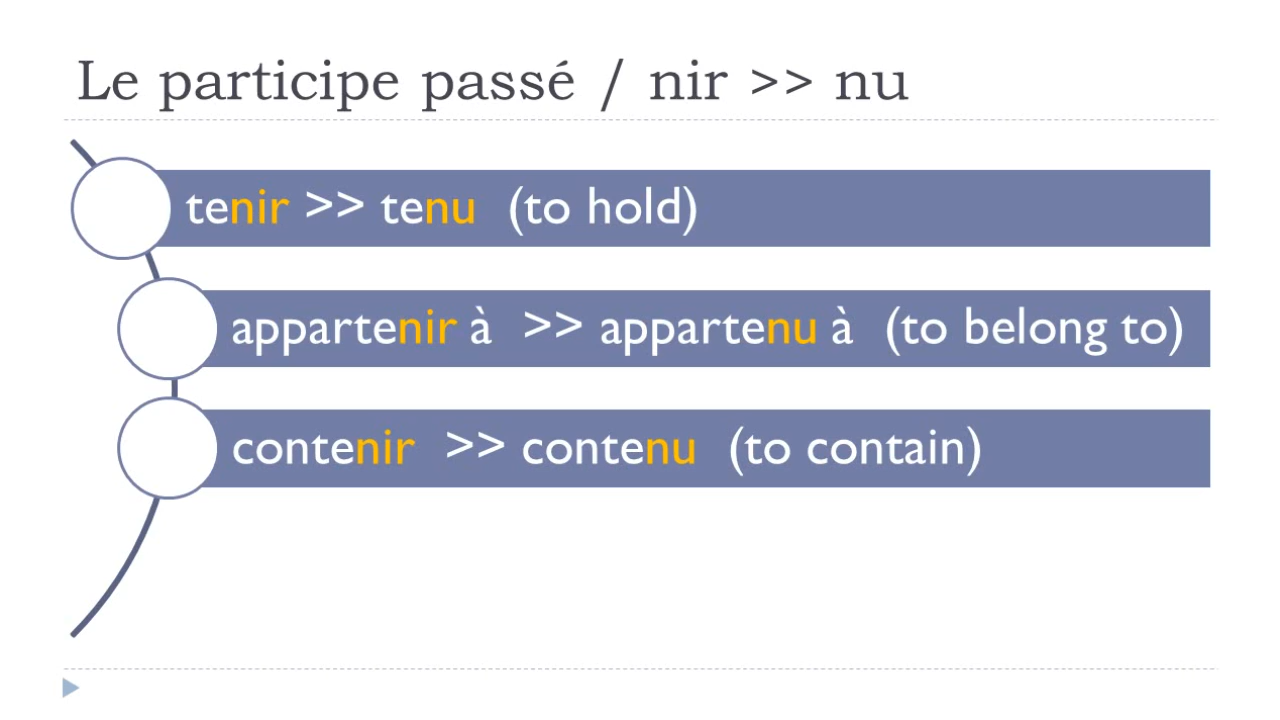 Le participe passé / nir >> nu
tenir >> tenu (to hold)
appartenir à >> appartenu à (to belong to)
contenir >> contenu (to contain)